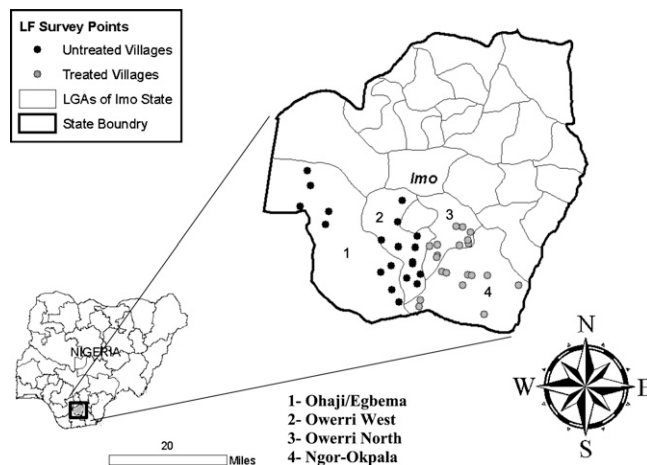 LF Survey Points
Untreated Villages
Treated Villages
LGAs of Imo State
State Boundry
Imo
2
3
1
4
NIGERIA
N
W
E
S
1- Ohaji/Egbema
2- Owerri West
3- Owerri North
4- Ngor-Okpala
20
Miles